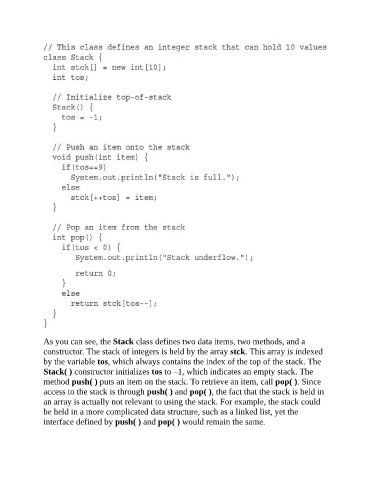 // This class defines an integer stack that can hold 10 values
class Stack {
int stck[] = new int[10];
int tos;
// Initialize top-of-stack
Stack() {
tos = -1;
}
// Push an item onto the stack
void push(int item) {
if(tos==9)
System.out.println("Stack is full.");
else
stck[++tos] = item;
}
// Pop an item from the stack
int pop() {
if(tos < 0) {
System.out.println("Stack underflow.");
return 0;
}
else
return stck[tos--];
}
}
As you can see, the Stack class defines two data items, two methods, and a
constructor. The stack of integers is held by the array stck. This array is indexed
by the variable tos, which always contains the index of the top of the stack. The
Stack( ) constructor initializes tos to –1, which indicates an empty stack. The
method push( ) puts an item on the stack. To retrieve an item, call pop( ). Since
access to the stack is through push( ) and pop( ), the fact that the stack is held in
an array is actually not relevant to using the stack. For example, the stack could
be held in a more complicated data structure, such as a linked list, yet the
interface defined by push( ) and pop( ) would remain the same.